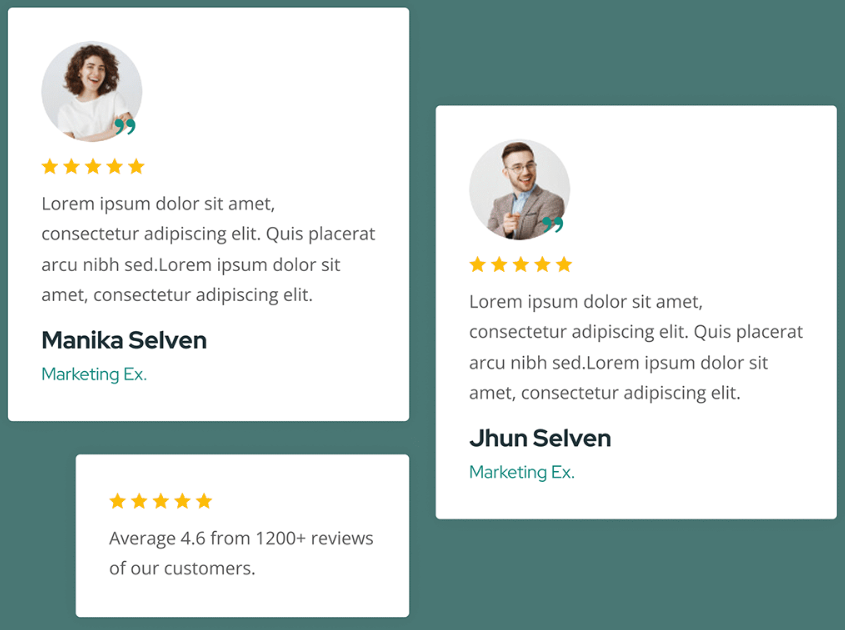 Lorem ipsum dolor sit amet,
consectetur adipiscing elit. Quis placerat
arcu nibh sed.Lorem ipsum dolor sit
amet, consectetur adipiscing elit.
Manika Selven
Marketing Ex.
Average 4.6 from 1200+ reviews
of our customers.
Lorem ipsum dolor sit amet,
consectetur adipiscing elit. Quis placerat
arcu nibh sed.Lorem ipsum dolor sit
amet, consectetur adipiscing elit.
Jhun Selven
Marketing Ex.